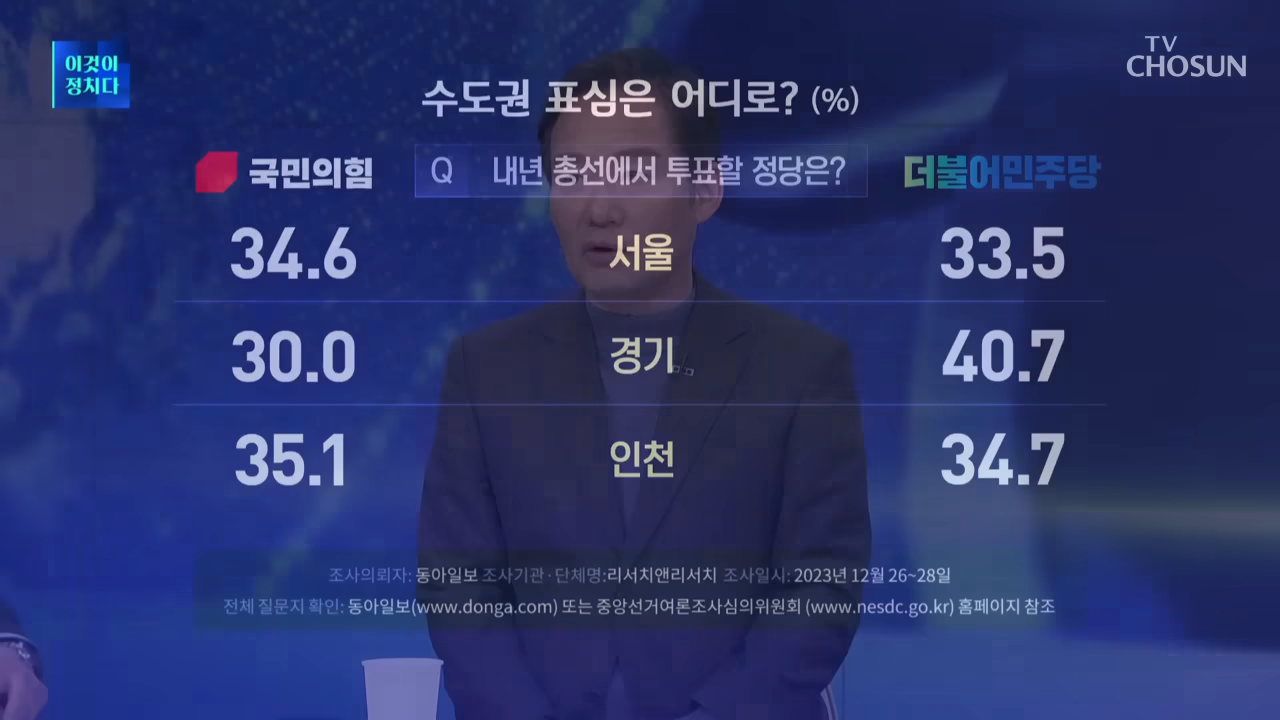 이것이
정치다
TV
CHOSUN
수도권 표심은 어디로? (%)
국민의힘
Q 내년 총선에서 투표할 정당은?
더불어민주당
34.6 서울 33.5
30.0 경기 40.7
35.1 인천 34.7
조사의뢰자: 동아일보 조사기관·단체명:리서치앤리서치 조사일시: 2023년 12월 26~28일
전체 질문지 확인: 동아일보(www.donga.com) 또는 중앙선거여론조사심의위원회 (www.nesdc.go.kr) 홈페이지 참조